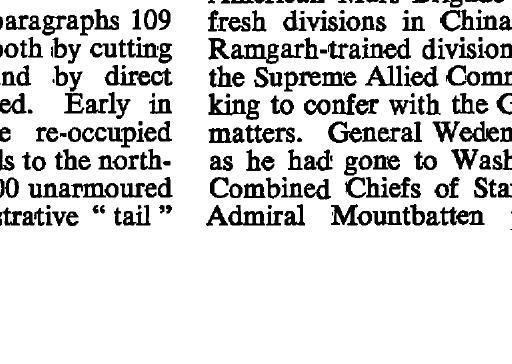 paragraphs 109
both by cutting
and by direct
ed. Early in
e re-occupied
ls to the north-
00 unarmoured
strative “ tail ”
American Mars Brigade
fresh divisions in China
Ramgarh-trained division
the Supreme Allied Comm
king to confer with the G
matters. General Wedem
as he had gone to Wash
Combined Chiefs of Sta
Admiral Mountbatten